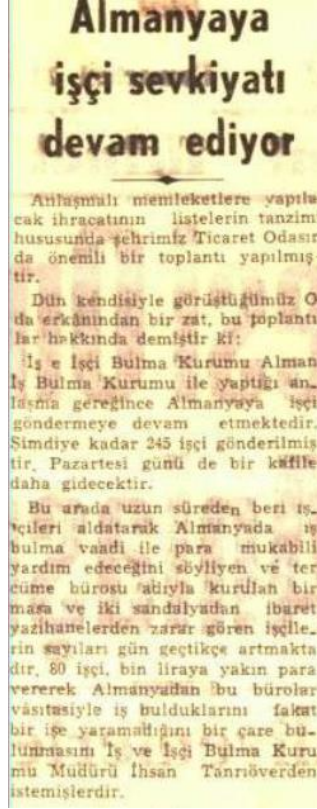 Almanyaya
işçi sevkiyatı
devam ediyor
Anlaşmalı memleketlere yapıla
cak ihracatının listelerin tanzimi
hususunda şehrimiz Ticaret Odasın
da önemli bir toplantı yapılmış
tır.
Dün kendisiyle görüştüğümüz O
da erkânından bir zat, bu toplantı
lar hakkında demiştir ki:
İş e İşçi Bulma Kurumu Alman
İş Bulma Kurumu ile yaptığı an_
laşma gereğince Almanyaya işçi
göndermeye devam etmektedir.
Şimdiye kadar 245 işçi gönderilmiş
tir, Pazartesi günü de bir kafile
daha gidecektir.
Bu arada uzun süreden beri iş_
çileri aldatarak Almanyada iş
bulma vaadi ile para mukabili
yardım edeceğini söyliyen ve ter
cüme bürosu adıyla kurulan bir
masa ve iki sandalyadan ibaret
yazihanelerden zarar gören işçile_
rin sayıları gün geçtikçe artmakta
dır, 80 işçi, bin liraya yakın para
vererek Almanyadan bu bürolar
vasıtasiyle iş bulduklarını fakat
bir işe yaramadığını bir çare bu_
lunmasını İş ve İşçi Bulma Kuru
mu Müdürü İhsan Tanrıöverden
istemişlerdir.